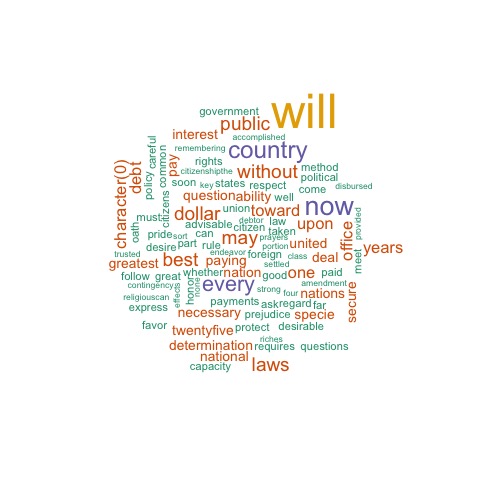 will
government
public
accomplished
interest
remembering
country
careful
common
rights
method
character(0)
debt
pay
citizenshipthe
without
political
policy
soon
key
states
respect
come
disbursed
question
ability
well
citizens
dollar
union
toward
now
must
advisable
debtor
law
upon
office
provided
oath
pride
sort
can
citizen
taken
desire
part
rule
may
prayers
portion
united
years
trusted
endeavor
foreign
class
deal
meet
greatest
best
paying
settled
follow
great
whether
nation
good
one
paid
contingency
effects
honor
none
every
strong
amendment
secure
religiouscan
four
nations
express
payments
ask
regard
far
necessary
prejudice
specie
favor
twentyfive
protect
desirable
riches
determination
requires
questions
national
capacity
laws